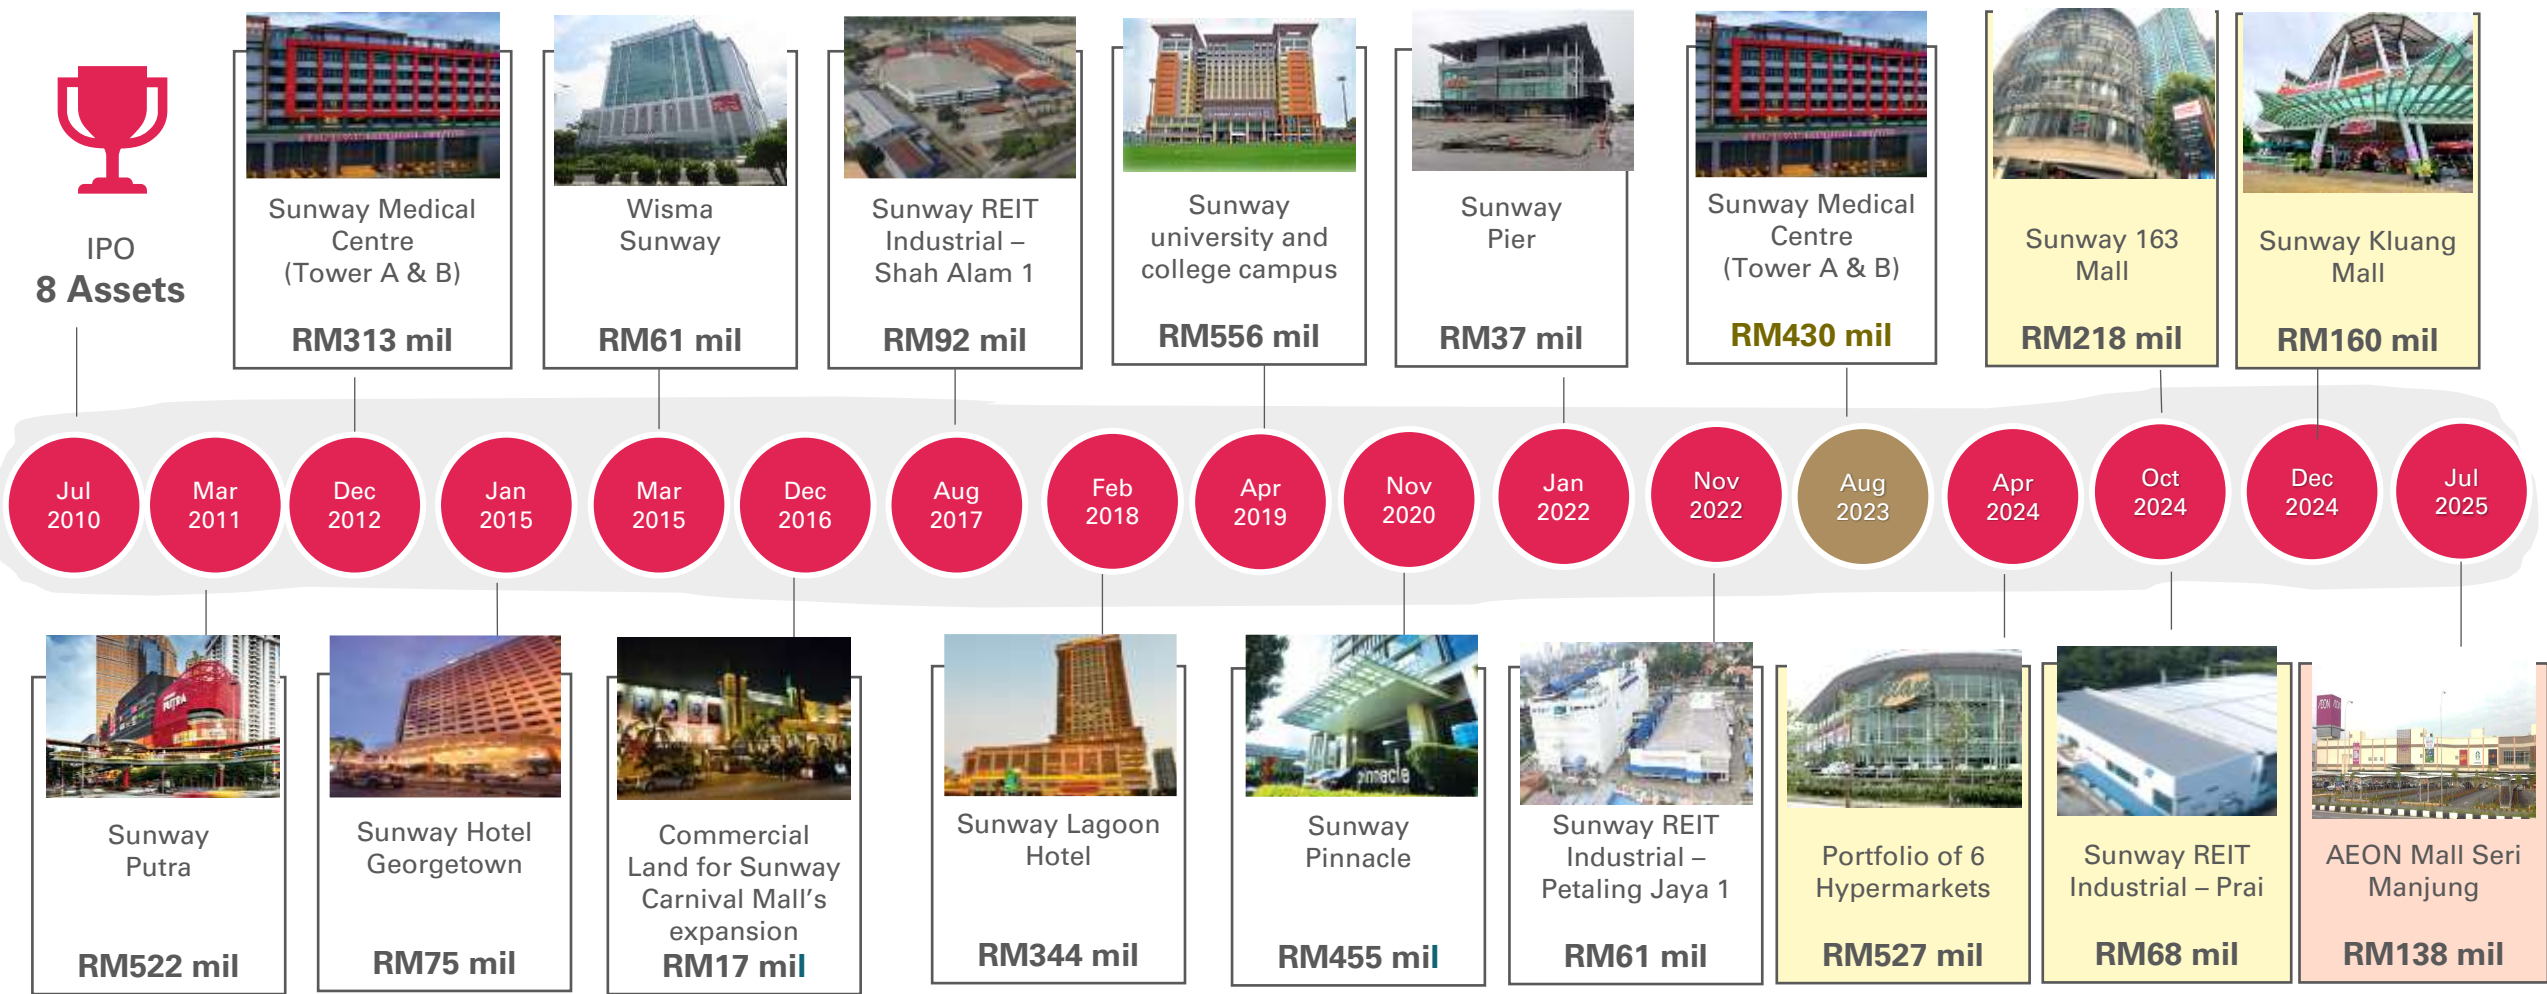 IPO
8 Assets
Sunway Medical
Centre
(Tower A & B)
RM313 mil
Wisma
Sunway
RM61 mil
Sunway REIT
Industrial –
Shah Alam 1
RM92 mil
Sunway
university and
college campus
RM556 mil
Sunway
Pier
RM37 mil
Sunway Medical
Centre
(Tower A & B)
RM430 mil
Sunway 163
Mall
RM218 mil
Sunway Kluang
Mall
RM160 mil
Jul
2010
Mar
2011
Dec
2012
Jan
2015
Mar
2015
Dec
2016
Aug
2017
Feb
2018
Apr
2019
Nov
2020
Jan
2022
Nov
2022
Aug
2023
Apr
2024
Oct
2024
Dec
2024
Jul
2025
PUTRA
Sunway
Putra
RM522 mil
Sunway Hotel
Georgetown
RM75 mil
Commercial
Land for Sunway
Carnival Mall's
expansion
RM17 mil
Sunway Lagoon
Hotel
RM344 mil
pinnacle
Sunway
Pinnacle
RM455 mil
Sunway REIT
Industrial –
Petaling Jaya 1
RM61 mil
Portfolio of 6
Hypermarkets
RM527 mil
Sunway REIT
Industrial – Prai
RM68 mil
AEON
AEON Mall Seri
Manjung
RM138 mil